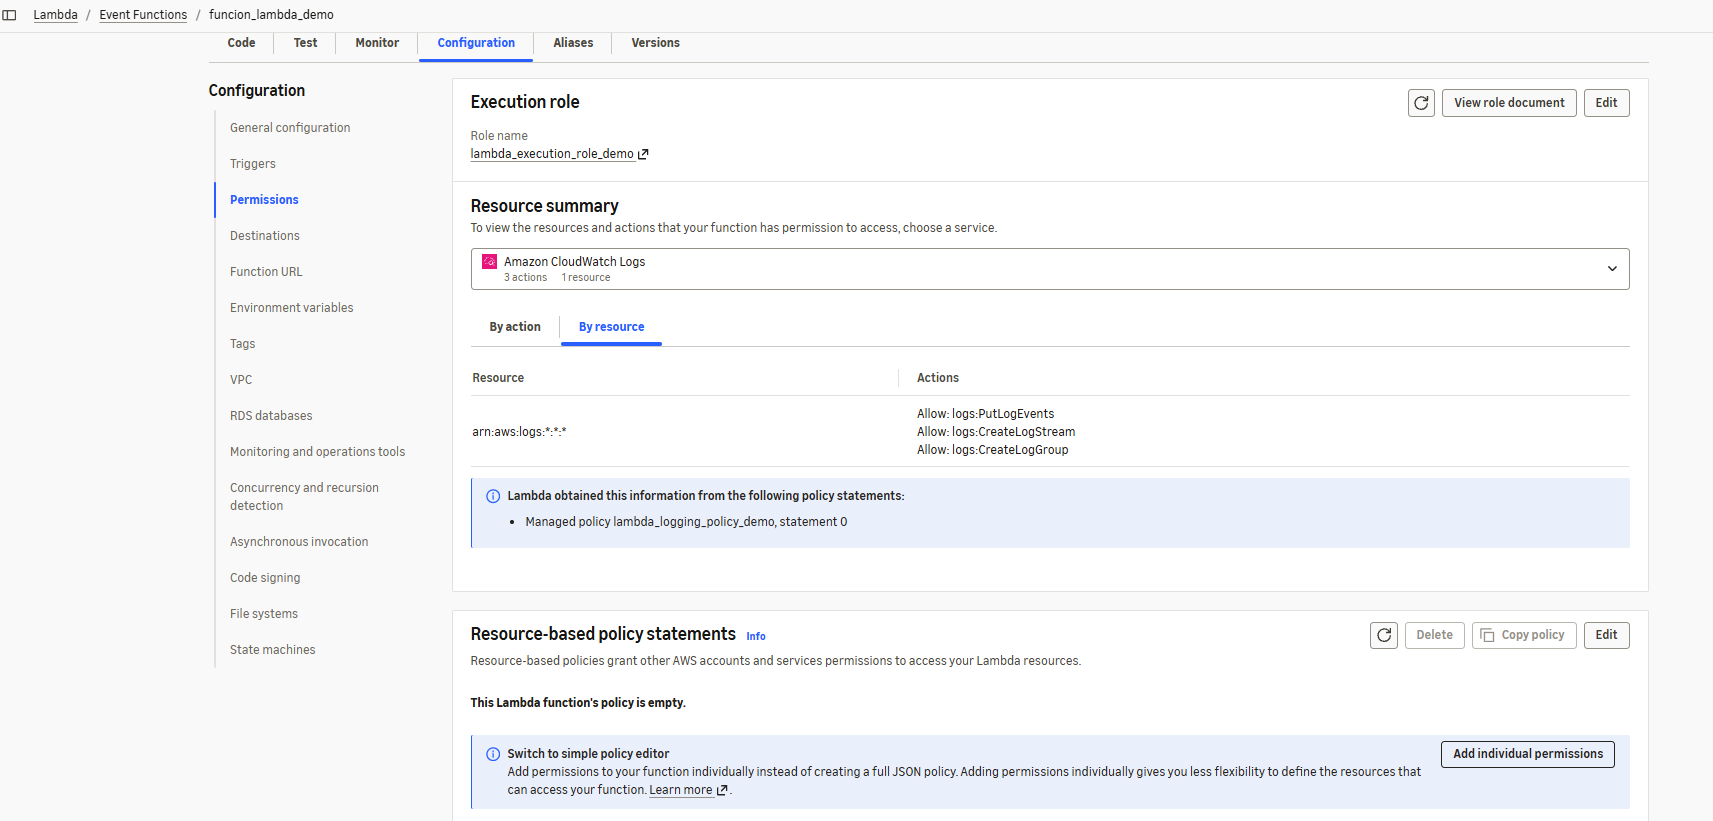 Lambda / Event Functions / funcion_lambda_demo
Code Test Monitor Configuration Aliases Versions
Configuration
General configuration
Triggers
Permissions
Destinations
Function URL
Environment variables
Tags
VPC
RDS databases
Monitoring and operations tools
Concurrency and recursion
detection
Asynchronous invocation
Code signing
File systems
State machines
Execution role
View role document
Edit
Role name
lambda_execution_role_demo
Resource summary
To view the resources and actions that your function has permission to access, choose a service.
Amazon CloudWatch Logs
3 actions 1 resource
By action By resource
Resource Actions
arn:aws:logs:*:*:*
Allow: logs:PutLogEvents
Allow: logs:CreateLogStream
Allow: logs:CreateLogGroup
Lambda obtained this information from the following policy statements:
• Managed policy lambda_logging_policy_demo, statement 0
Resource-based policy statements Info
Delete
Copy policy
Edit
Resource-based policies grant other AWS accounts and services permissions to access your Lambda resources.
This Lambda function's policy is empty.
Switch to simple policy editor
Add permissions to your function individually instead of creating a full JSON policy. Adding permissions individually gives you less flexibility to define the resources that
can access your function. Learn more .
Add individual permissions